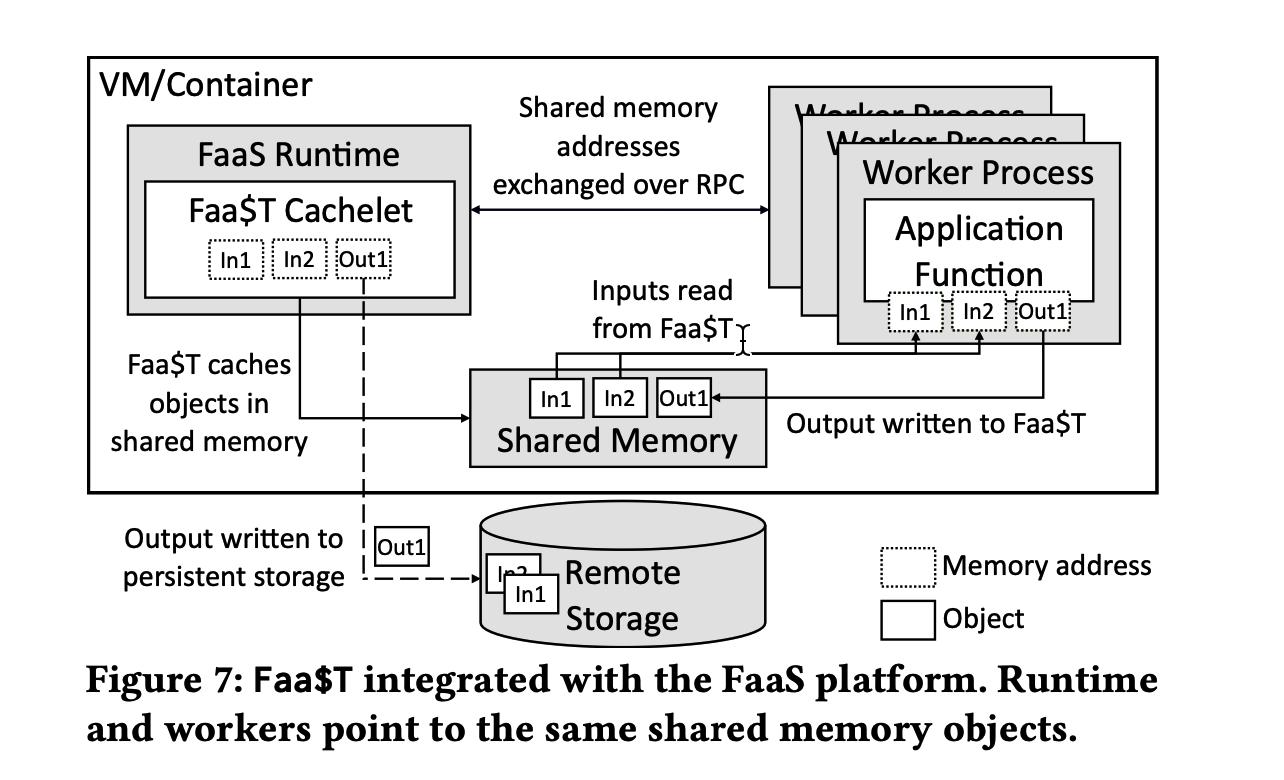 VM/Container
FaaS Runtime
Faa$T Cachelet
In1 In2 Out1
Shared memory
addresses
exchanged over RPC
Worker Process
Worker Process
Worker Process
Application
Function
In1 In2 Out1
Inputs read
from Faa$T
Faa$T caches
objects in
shared memory
In1 In2 Out1
Shared Memory
Output written to Faa$T
Output written to
persistent storage
Out1
In2
In1
Remote
Storage
Memory address
Object
Figure 7: Faa$T integrated with the FaaS platform. Runtime
and workers point to the same shared memory objects.